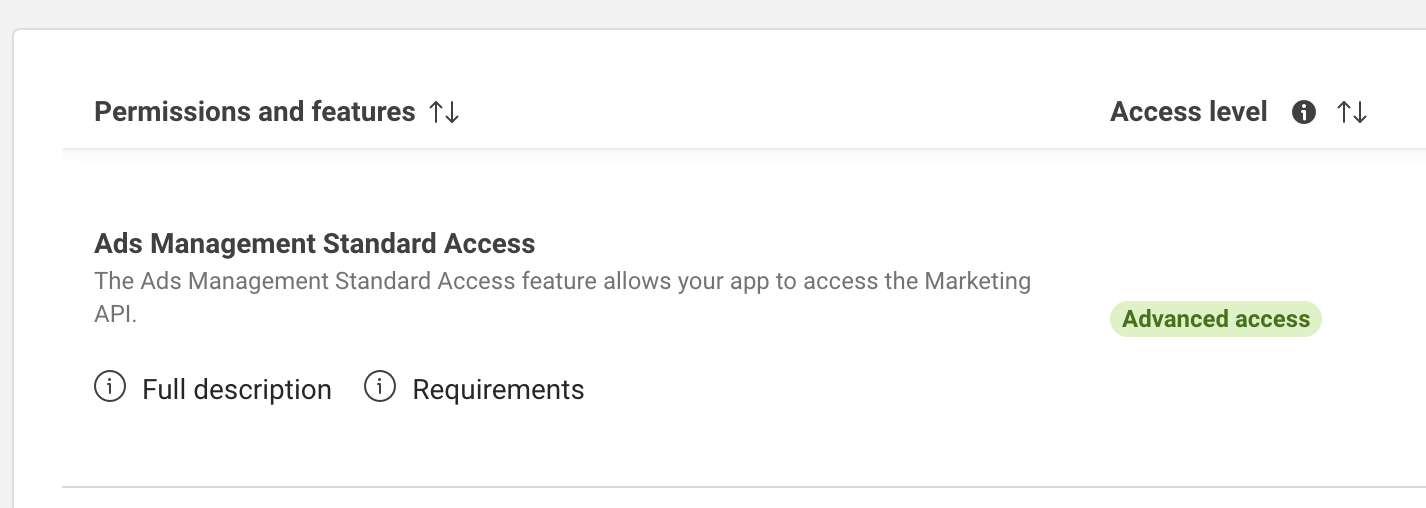 Permissions and features ↑↓
Access level ↑↓
Ads Management Standard Access
The Ads Management Standard Access feature allows your app to access the Marketing
API.
Advanced access
Full description
Requirements